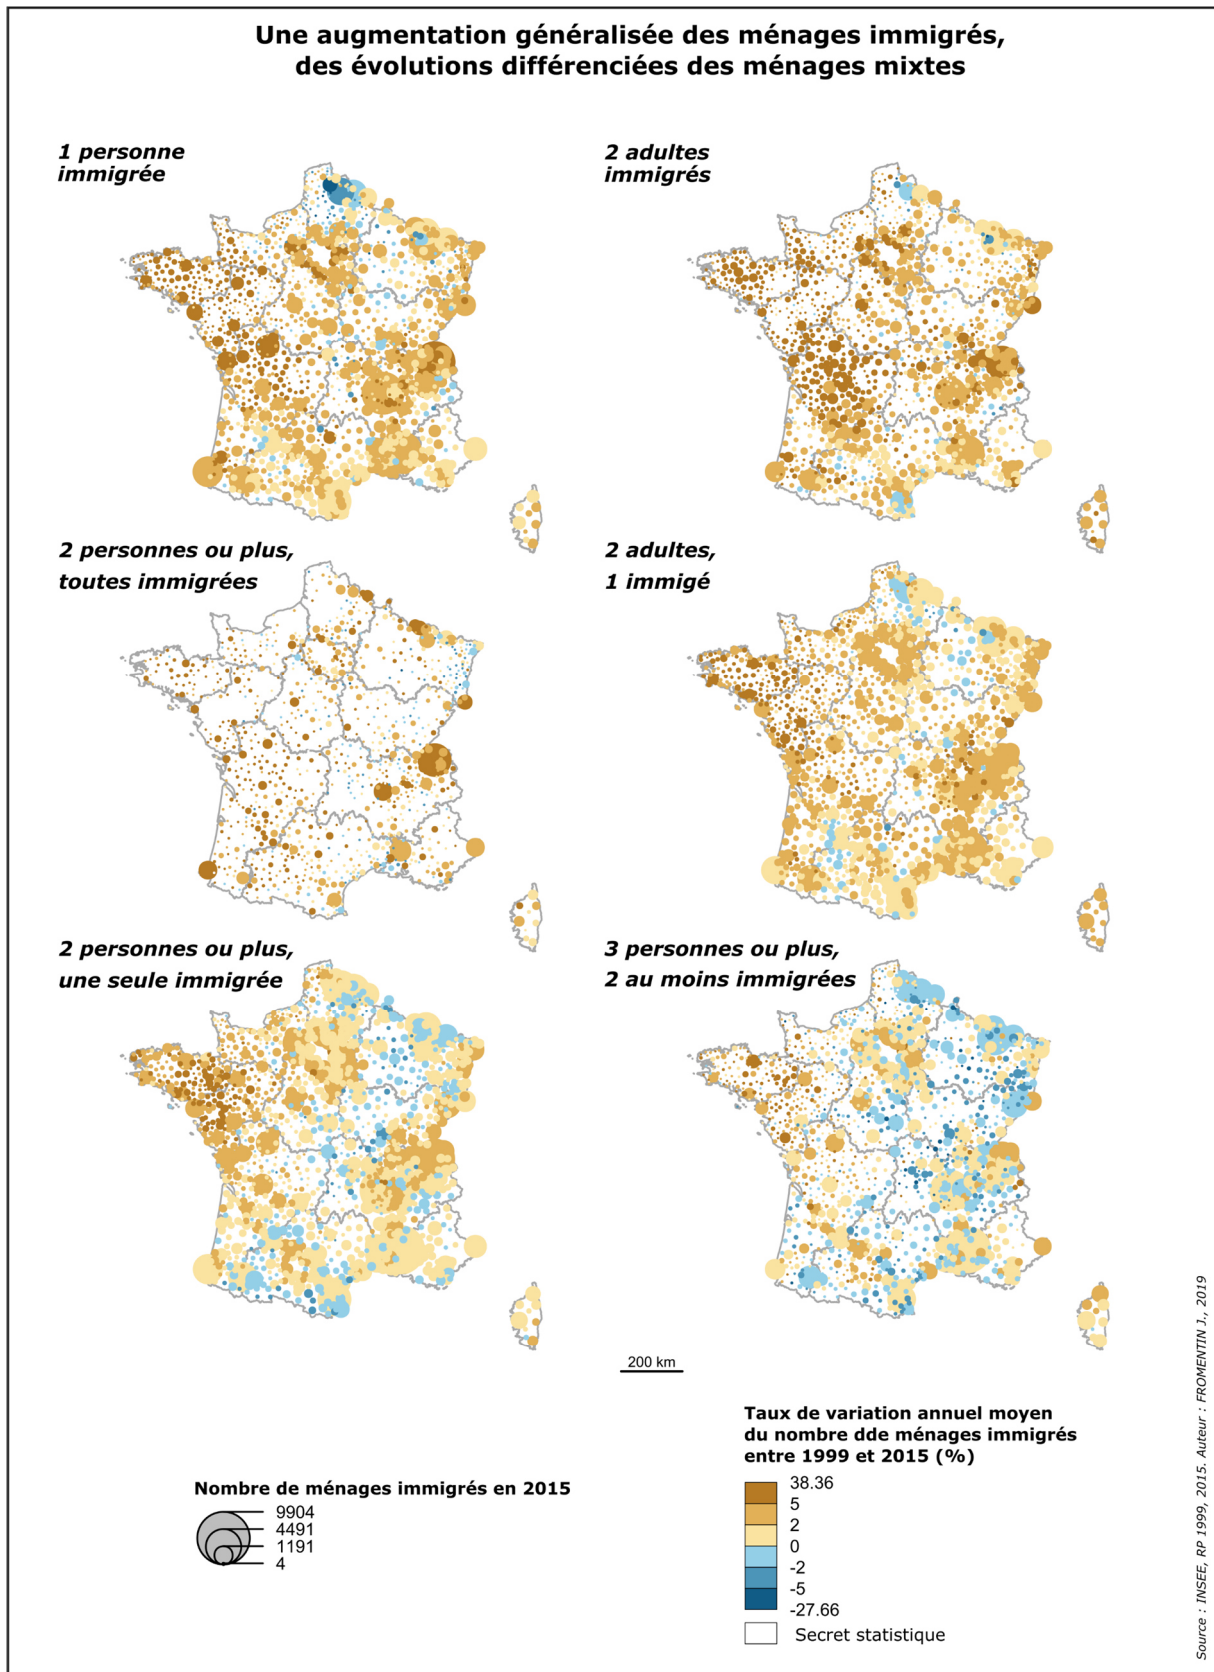 Une augmentation généralisée des ménages immigrés,
des évolutions différenciées des ménages mixtes
1 personne
immigrée
2 adultes
immigrés
2 personnes ou plus,
toutes immigrées
2 adultes,
1 immigé
2 personnes ou plus,
une seule immigrée
3 personnes ou plus,
2 au moins immigrées
200 km
Nombre de ménages immigrés en 2015
9904
4491
1191
4
Taux de variation annuel moyen
du nombre dde ménages immigrés
entre 1999 et 2015 (%)
38.36
5
2
0
-2
-5
-27.66
Secret statistique
Source : INSEE, RP 1999, 2015. Auteur : FROMENTIN J., 2019